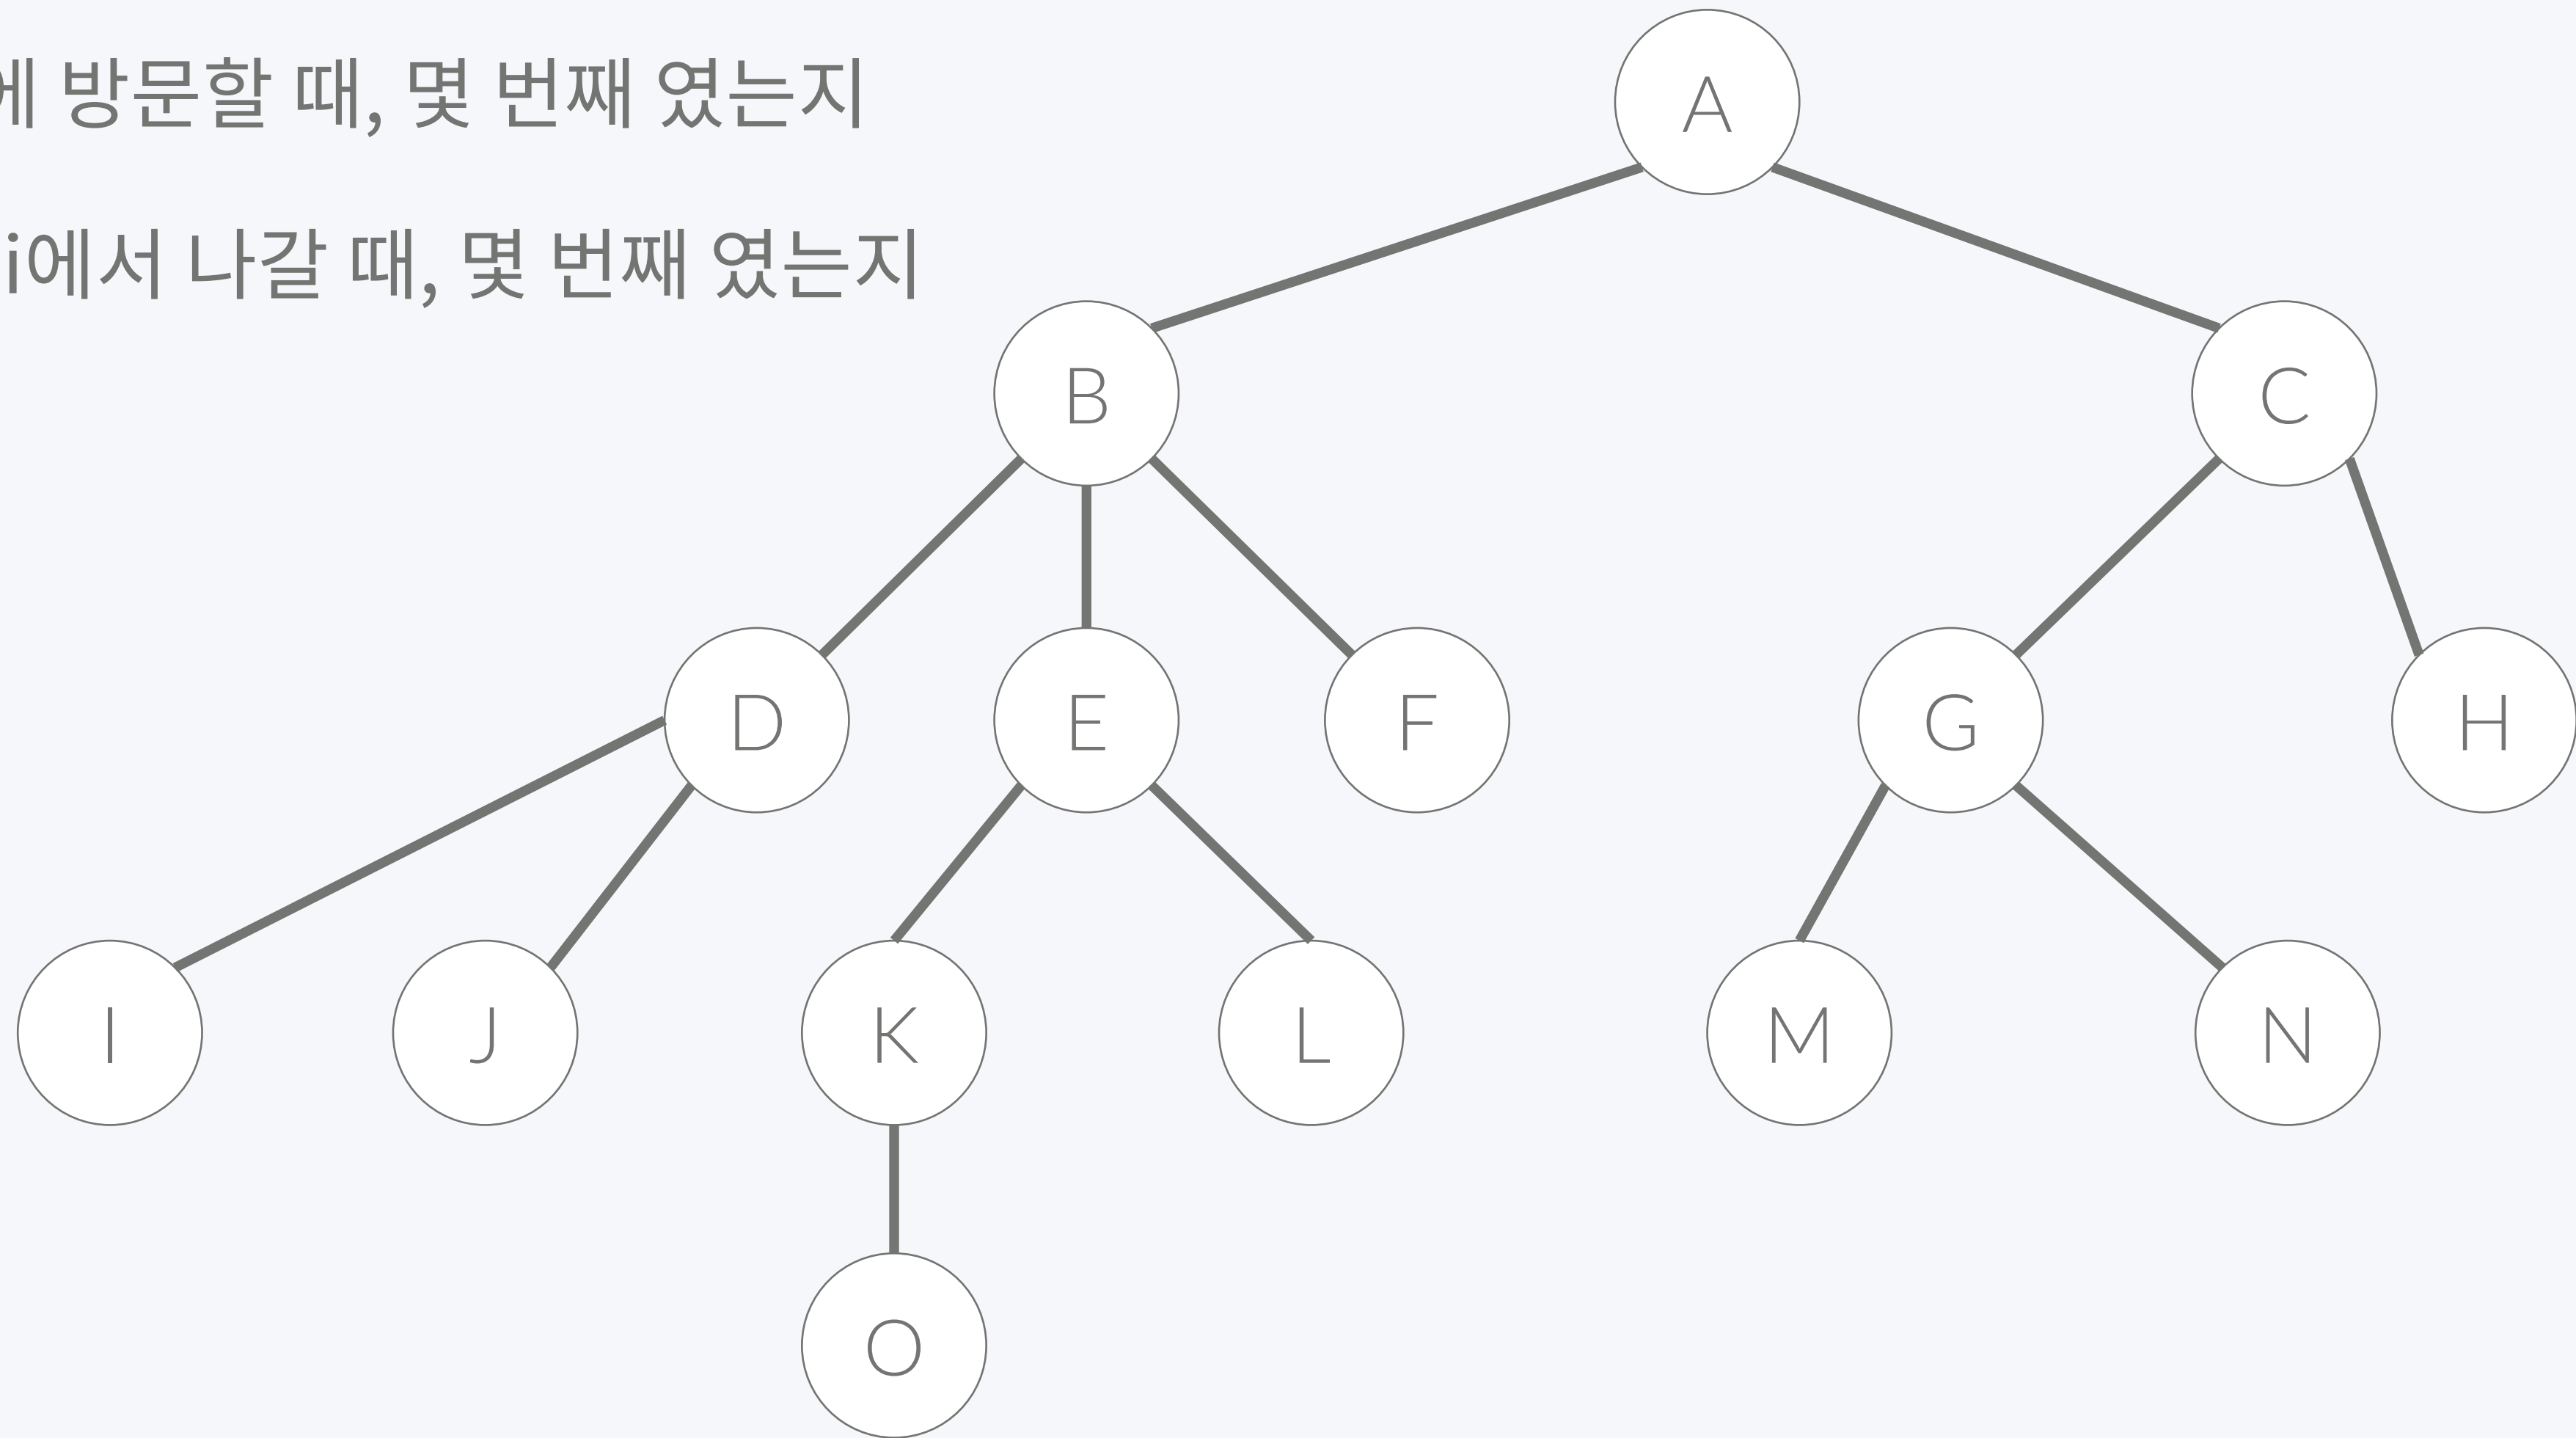 에 방문할 때, 몇 번째 였는지
i에서 나갈 때, 몇 번째 였는지
A
B C
D E F G H
I J K L M N
O